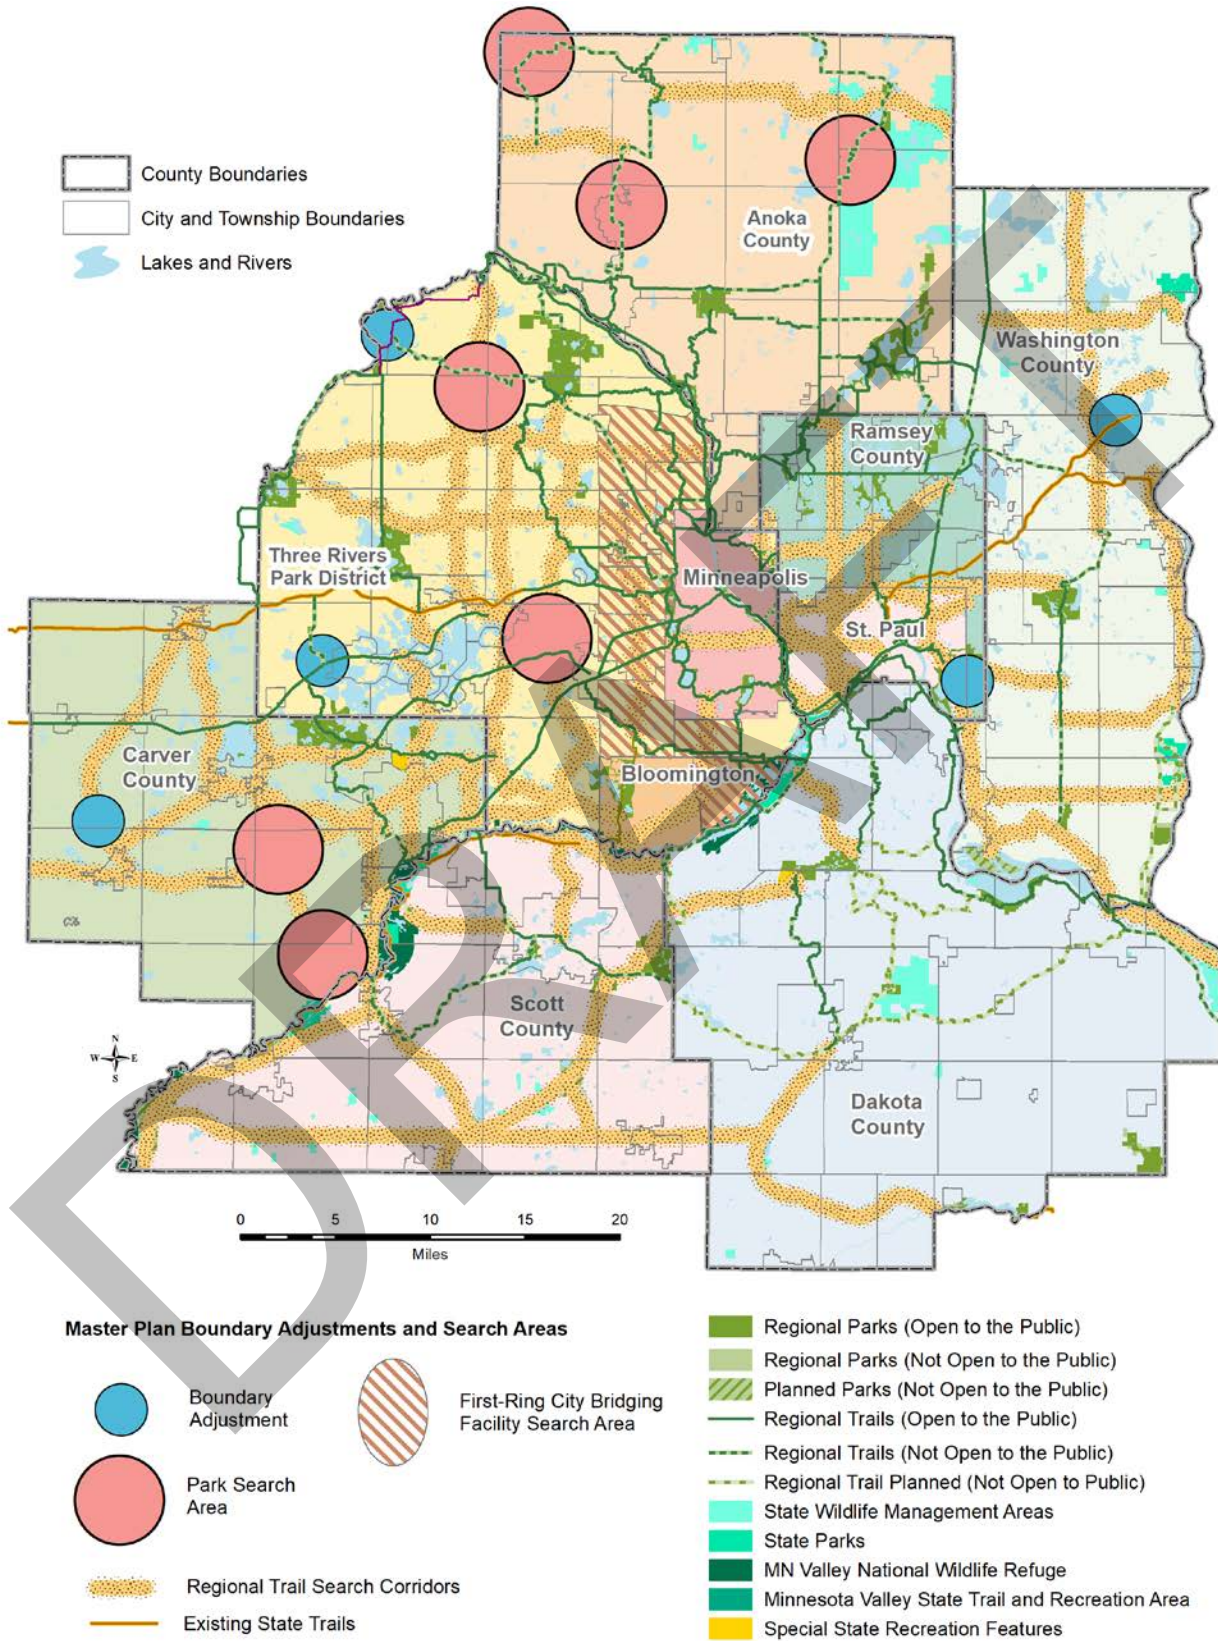 County Boundaries
City and Township Boundaries
Lakes and Rivers
Anoka
County
Washington
County
Ramsey
County
Three Rivers
Park District
Minneapolis
St. Paul
Carver
County
Bloomington
Scott
County
Dakota
County
N
W E
S
0 5 10 15 20
Miles
DRAFT
Master Plan Boundary Adjustments and Search Areas
Boundary
Adjustment
First-Ring City Bridging
Facility Search Area
Park Search
Area
Regional Trail Search Corridors
Existing State Trails
Regional Parks (Open to the Public)
Regional Parks (Not Open to the Public)
Planned Parks (Not Open to the Public)
Regional Trails (Open to the Public)
Regional Trails (Not Open to the Public)
Regional Trail Planned (Not Open to Public)
State Wildlife Management Areas
State Parks
MN Valley National Wildlife Refuge
Minnesota Valley State Trail and Recreation Area
Special State Recreation Features